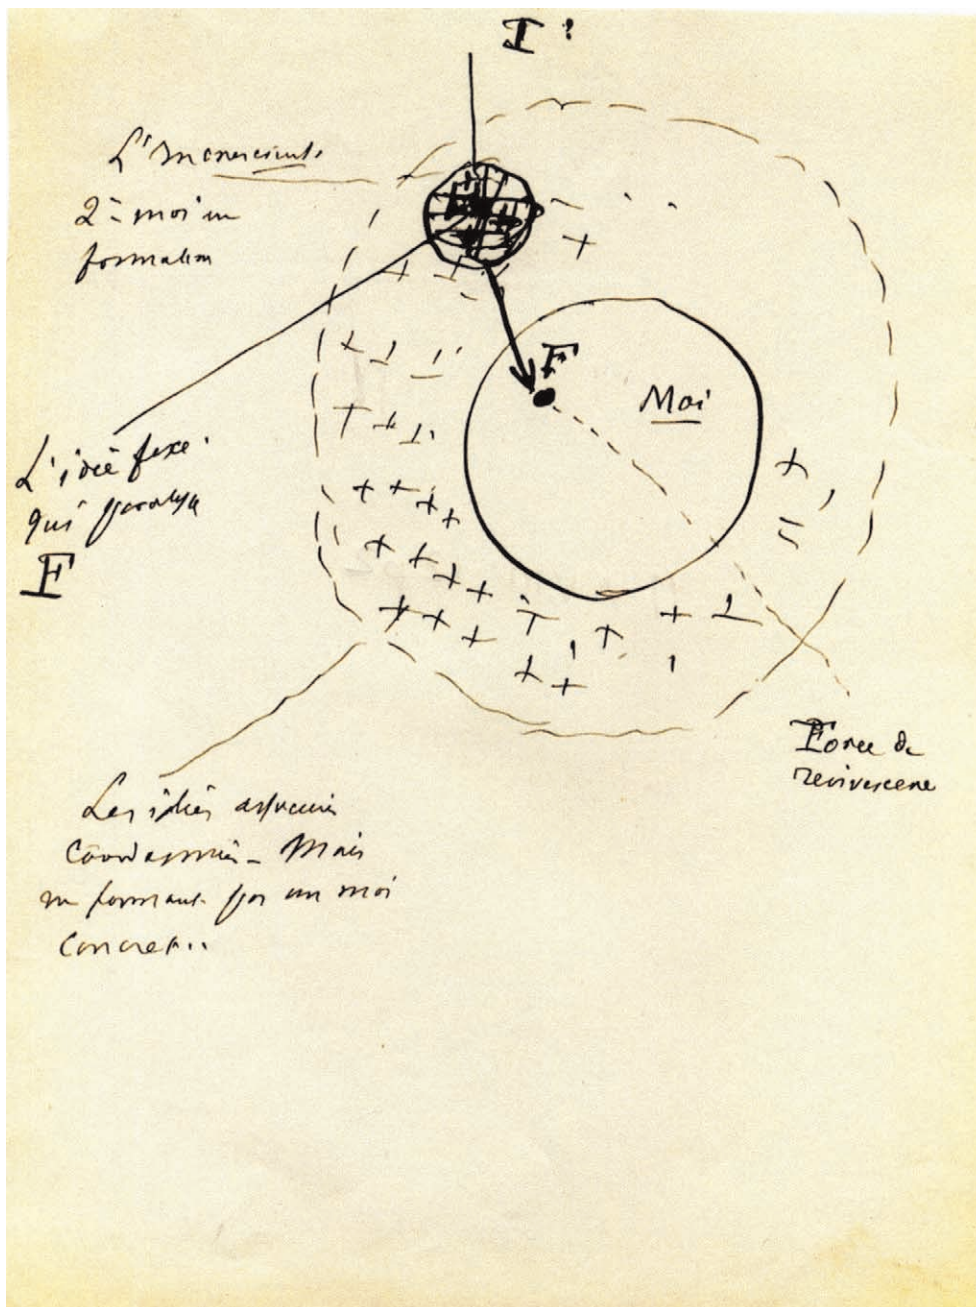 I'
L'Inconscient.
2e moi en
formation
F
Moi
L'idée fixe
qui paralyse
F
Force de
reviviscence
Les idées associées
Coordonnées - Mais
ne formant pas un moi
Concret..